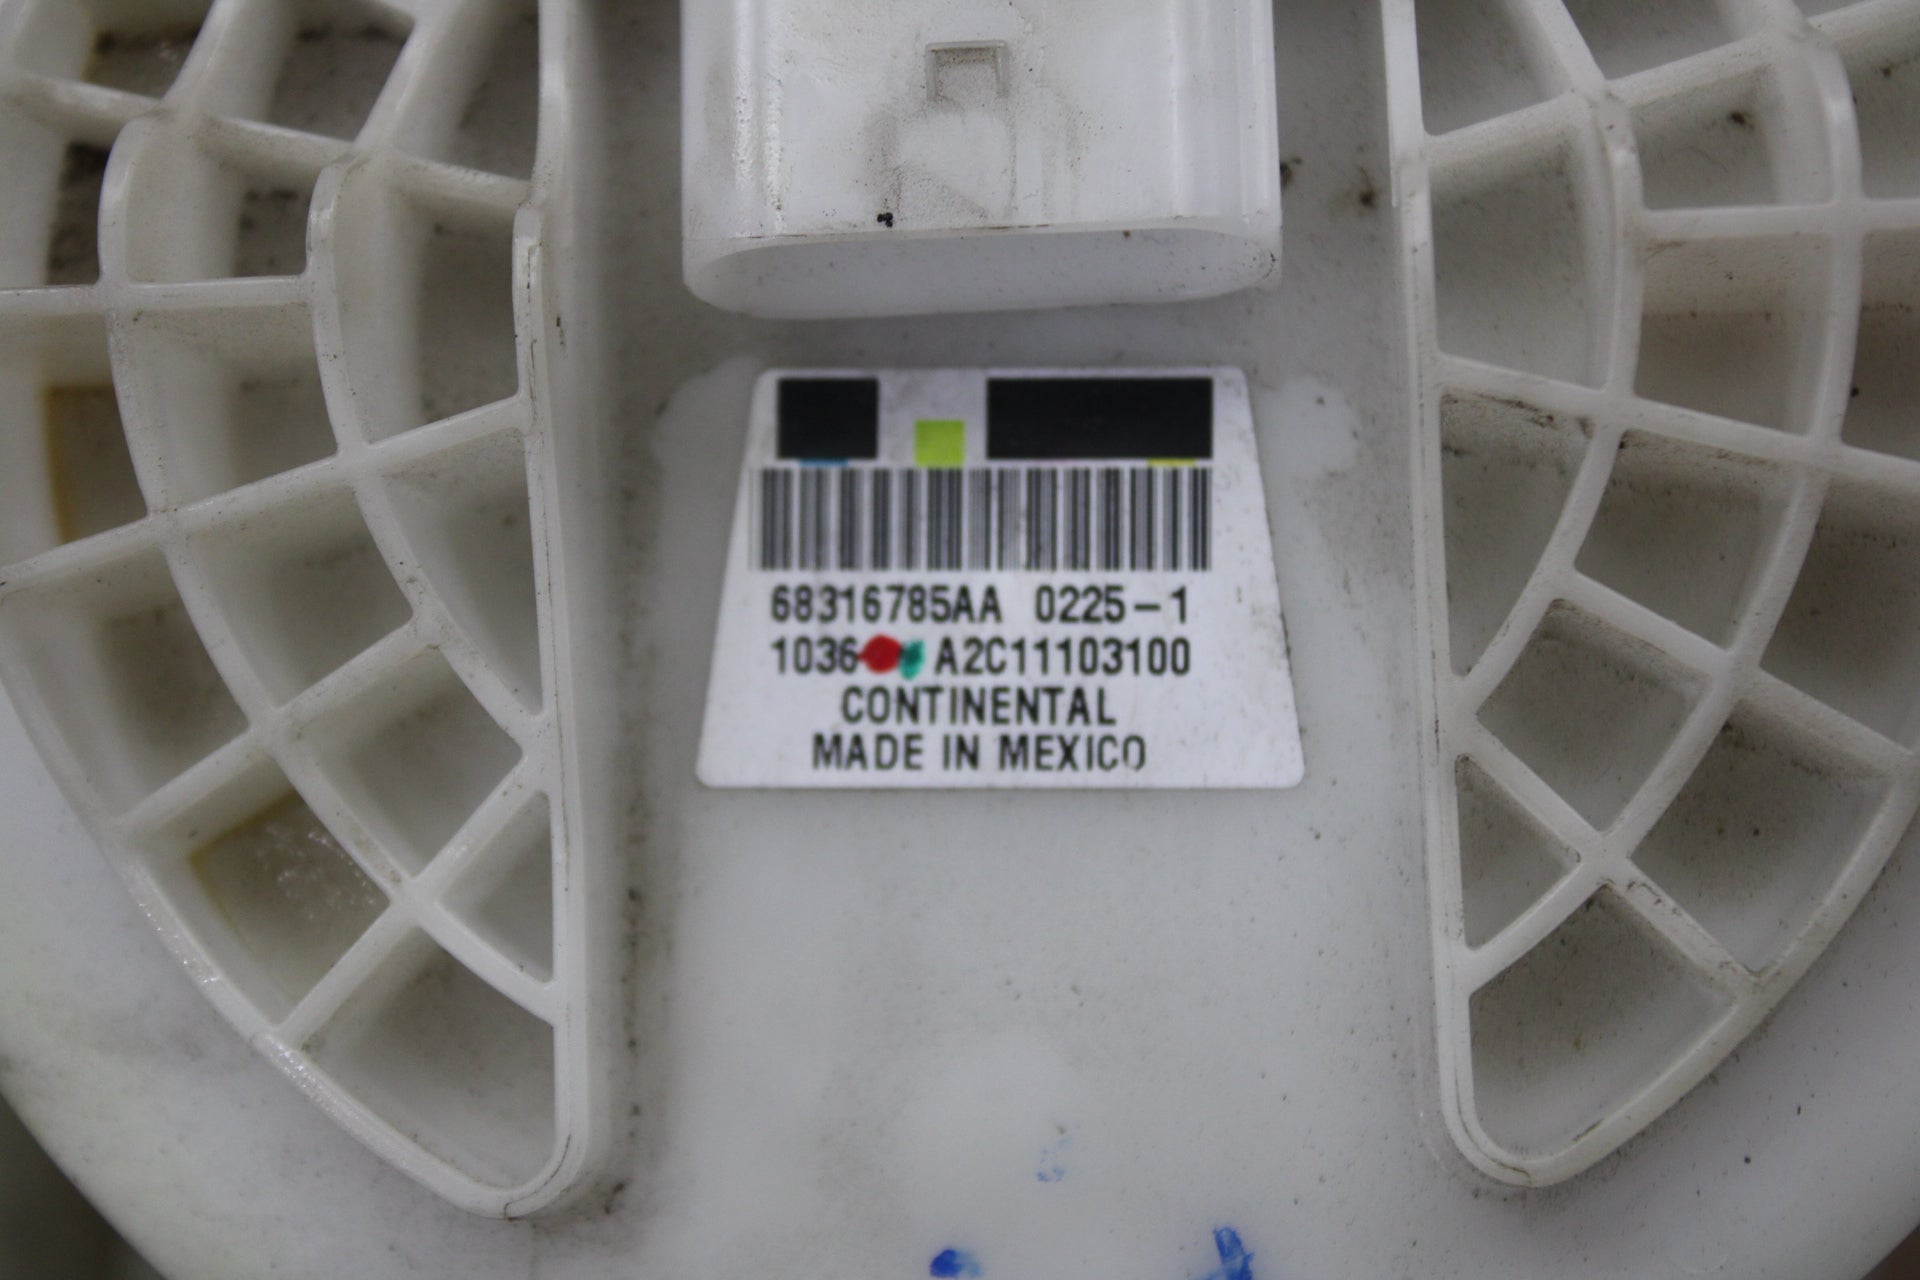 68316785AA 0225-1
1036 A2C11103100
CONTINENTAL
MADE IN MEXICO